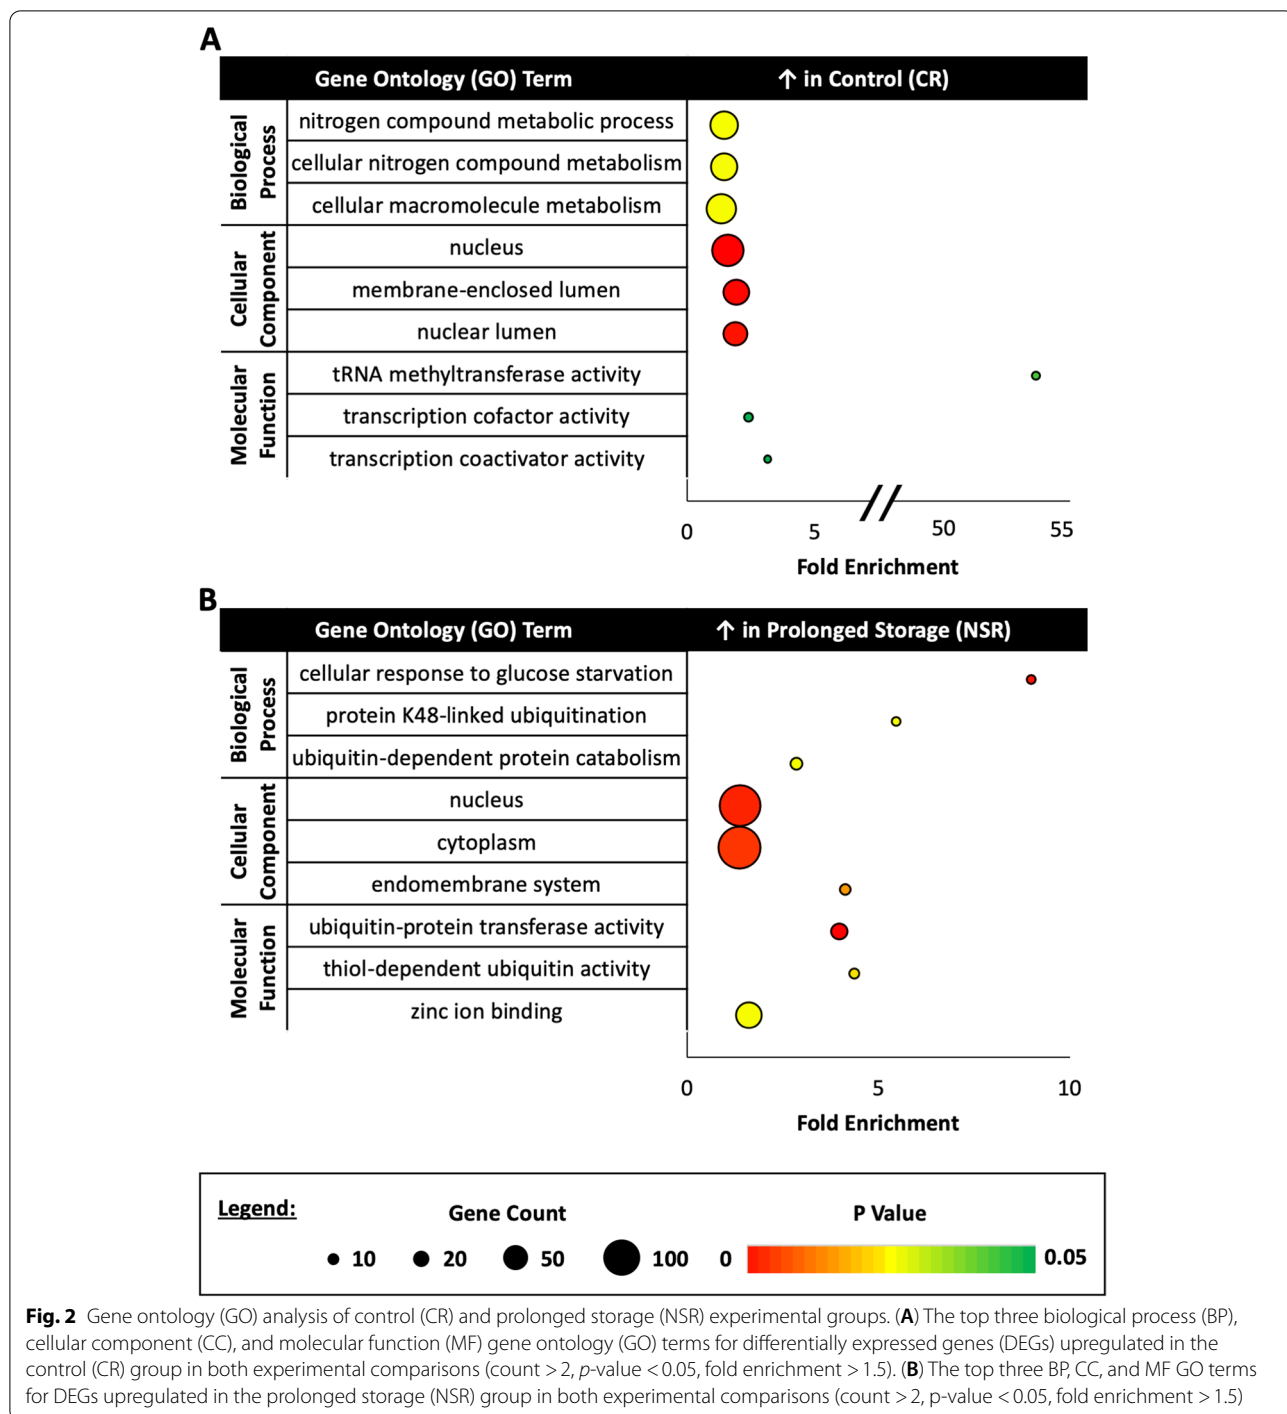 A
Gene Ontology (GO) Term ↑ in Control (CR)
Biological Process
nitrogen compound metabolic process
cellular nitrogen compound metabolism
cellular macromolecule metabolism
Cellular Component
nucleus
membrane-enclosed lumen
nuclear lumen
Molecular Function
tRNA methyltransferase activity
transcription cofactor activity
transcription coactivator activity
0 5 50 55
Fold Enrichment
B
Gene Ontology (GO) Term ↑ in Prolonged Storage (NSR)
Biological Process
cellular response to glucose starvation
protein K48-linked ubiquitination
ubiquitin-dependent protein catabolism
Cellular Component
nucleus
cytoplasm
endomembrane system
Molecular Function
ubiquitin-protein transferase activity
thiol-dependent ubiquitin activity
zinc ion binding
0 5 10
Fold Enrichment
Legend: Gene Count P Value
10 20 50 100 0 0.05
Fig. 2 Gene ontology (GO) analysis of control (CR) and prolonged storage (NSR) experimental groups. (A) The top three biological process (BP),
cellular component (CC), and molecular function (MF) gene ontology (GO) terms for differentially expressed genes (DEGs) upregulated in the
control (CR) group in both experimental comparisons (count > 2, p-value < 0.05, fold enrichment > 1.5). (B) The top three BP, CC, and MF GO terms
for DEGs upregulated in the prolonged storage (NSR) group in both experimental comparisons (count > 2, p-value < 0.05, fold enrichment > 1.5)